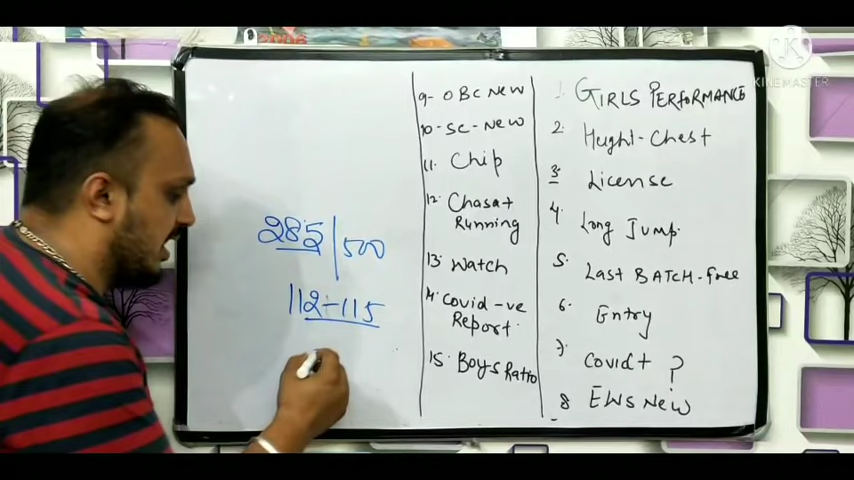 285 | 500
112-115
9- OBC New
10- SC-New
11. Chip
12. Chasat
Running
13. Watch
14. Covid-ve
Report.
15. Boys Ratio
1. GIRLS PERFORMANCE
2. Hught-Chest
3. License
4. Long Jump.
5. Last BATCH-free
6. Entry
7. Covid+ ?
8 EWS New
KINEMASTER